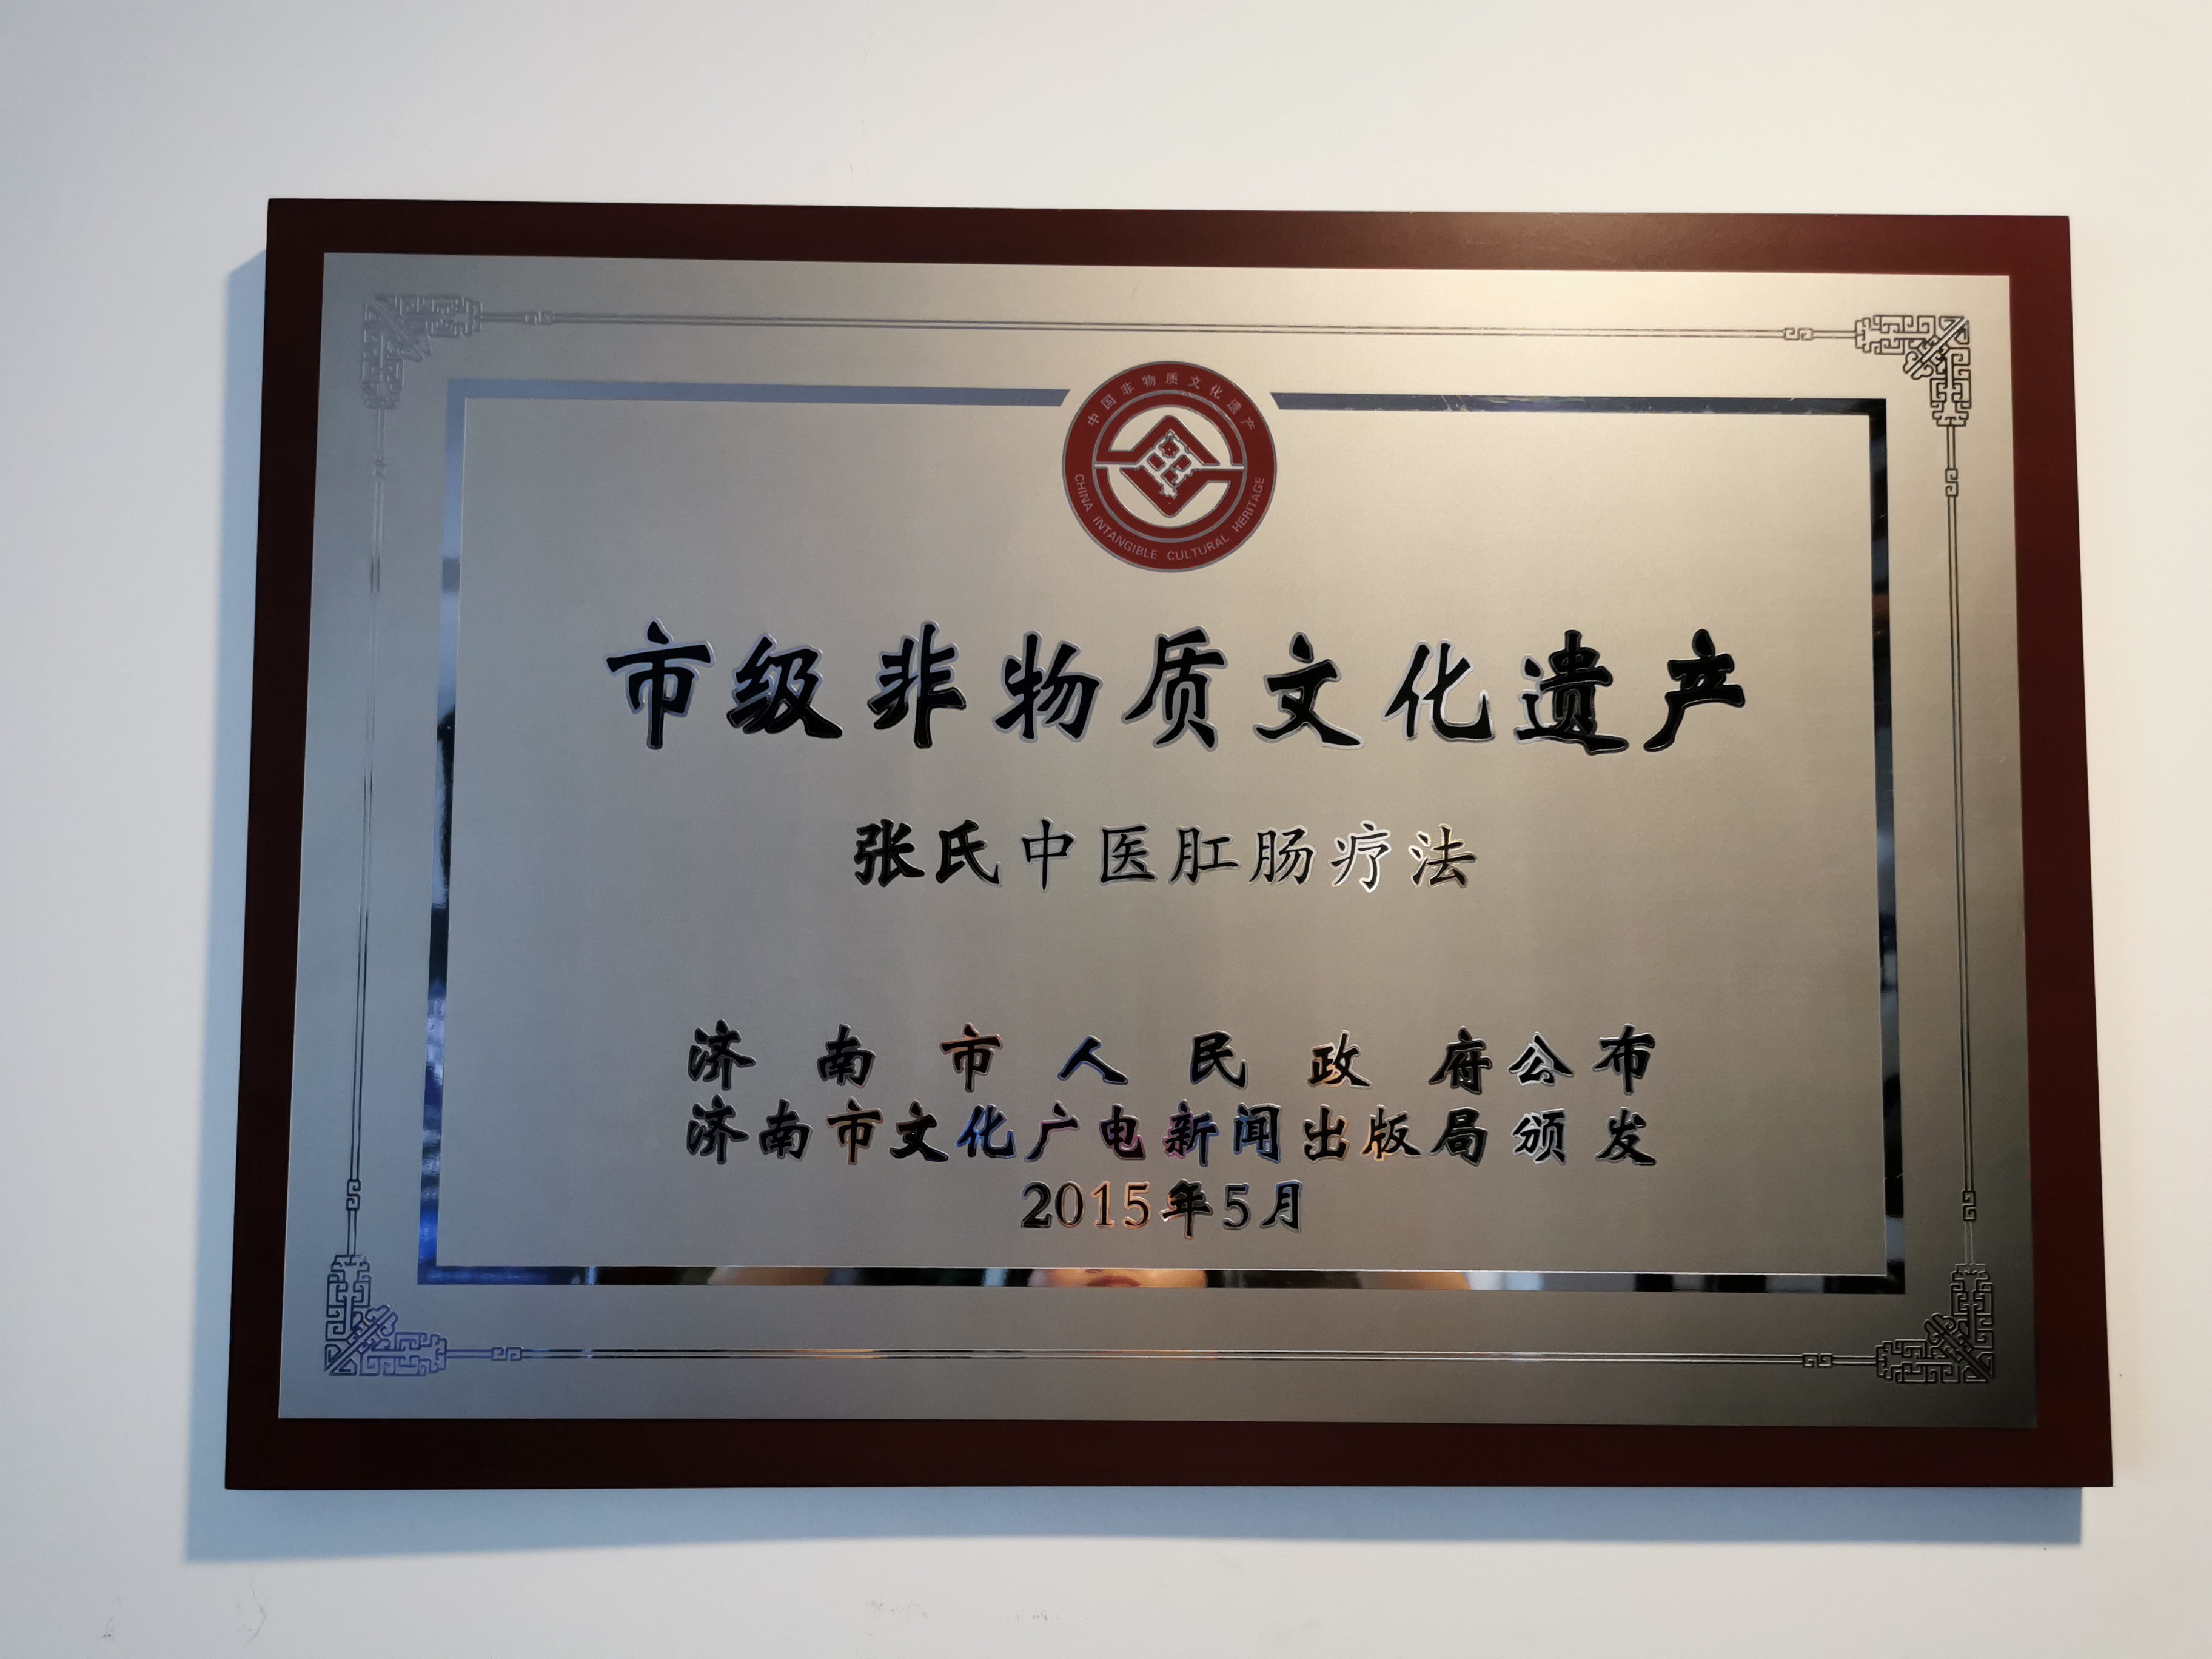 中国非物质文化遗产
CHINA INTANGIBLE CULTURAL HERITAGE
市级非物质文化遗产
张氏中医肛肠疗法
济南市人民政府公布
济南市文化广电新闻出版局颁发
2015年5月